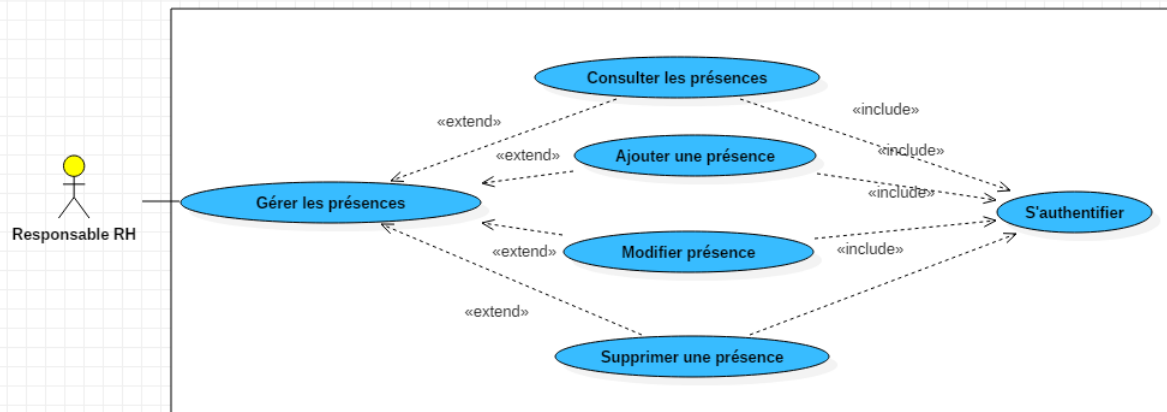 Consulter les présences
«include»
«extend»
«include»
«extend»
Ajouter une présence
«include»
Gérer les présences
S'authentifier
Responsable RH
«extend»
Modifier présence
«include»
«extend»
Supprimer une présence